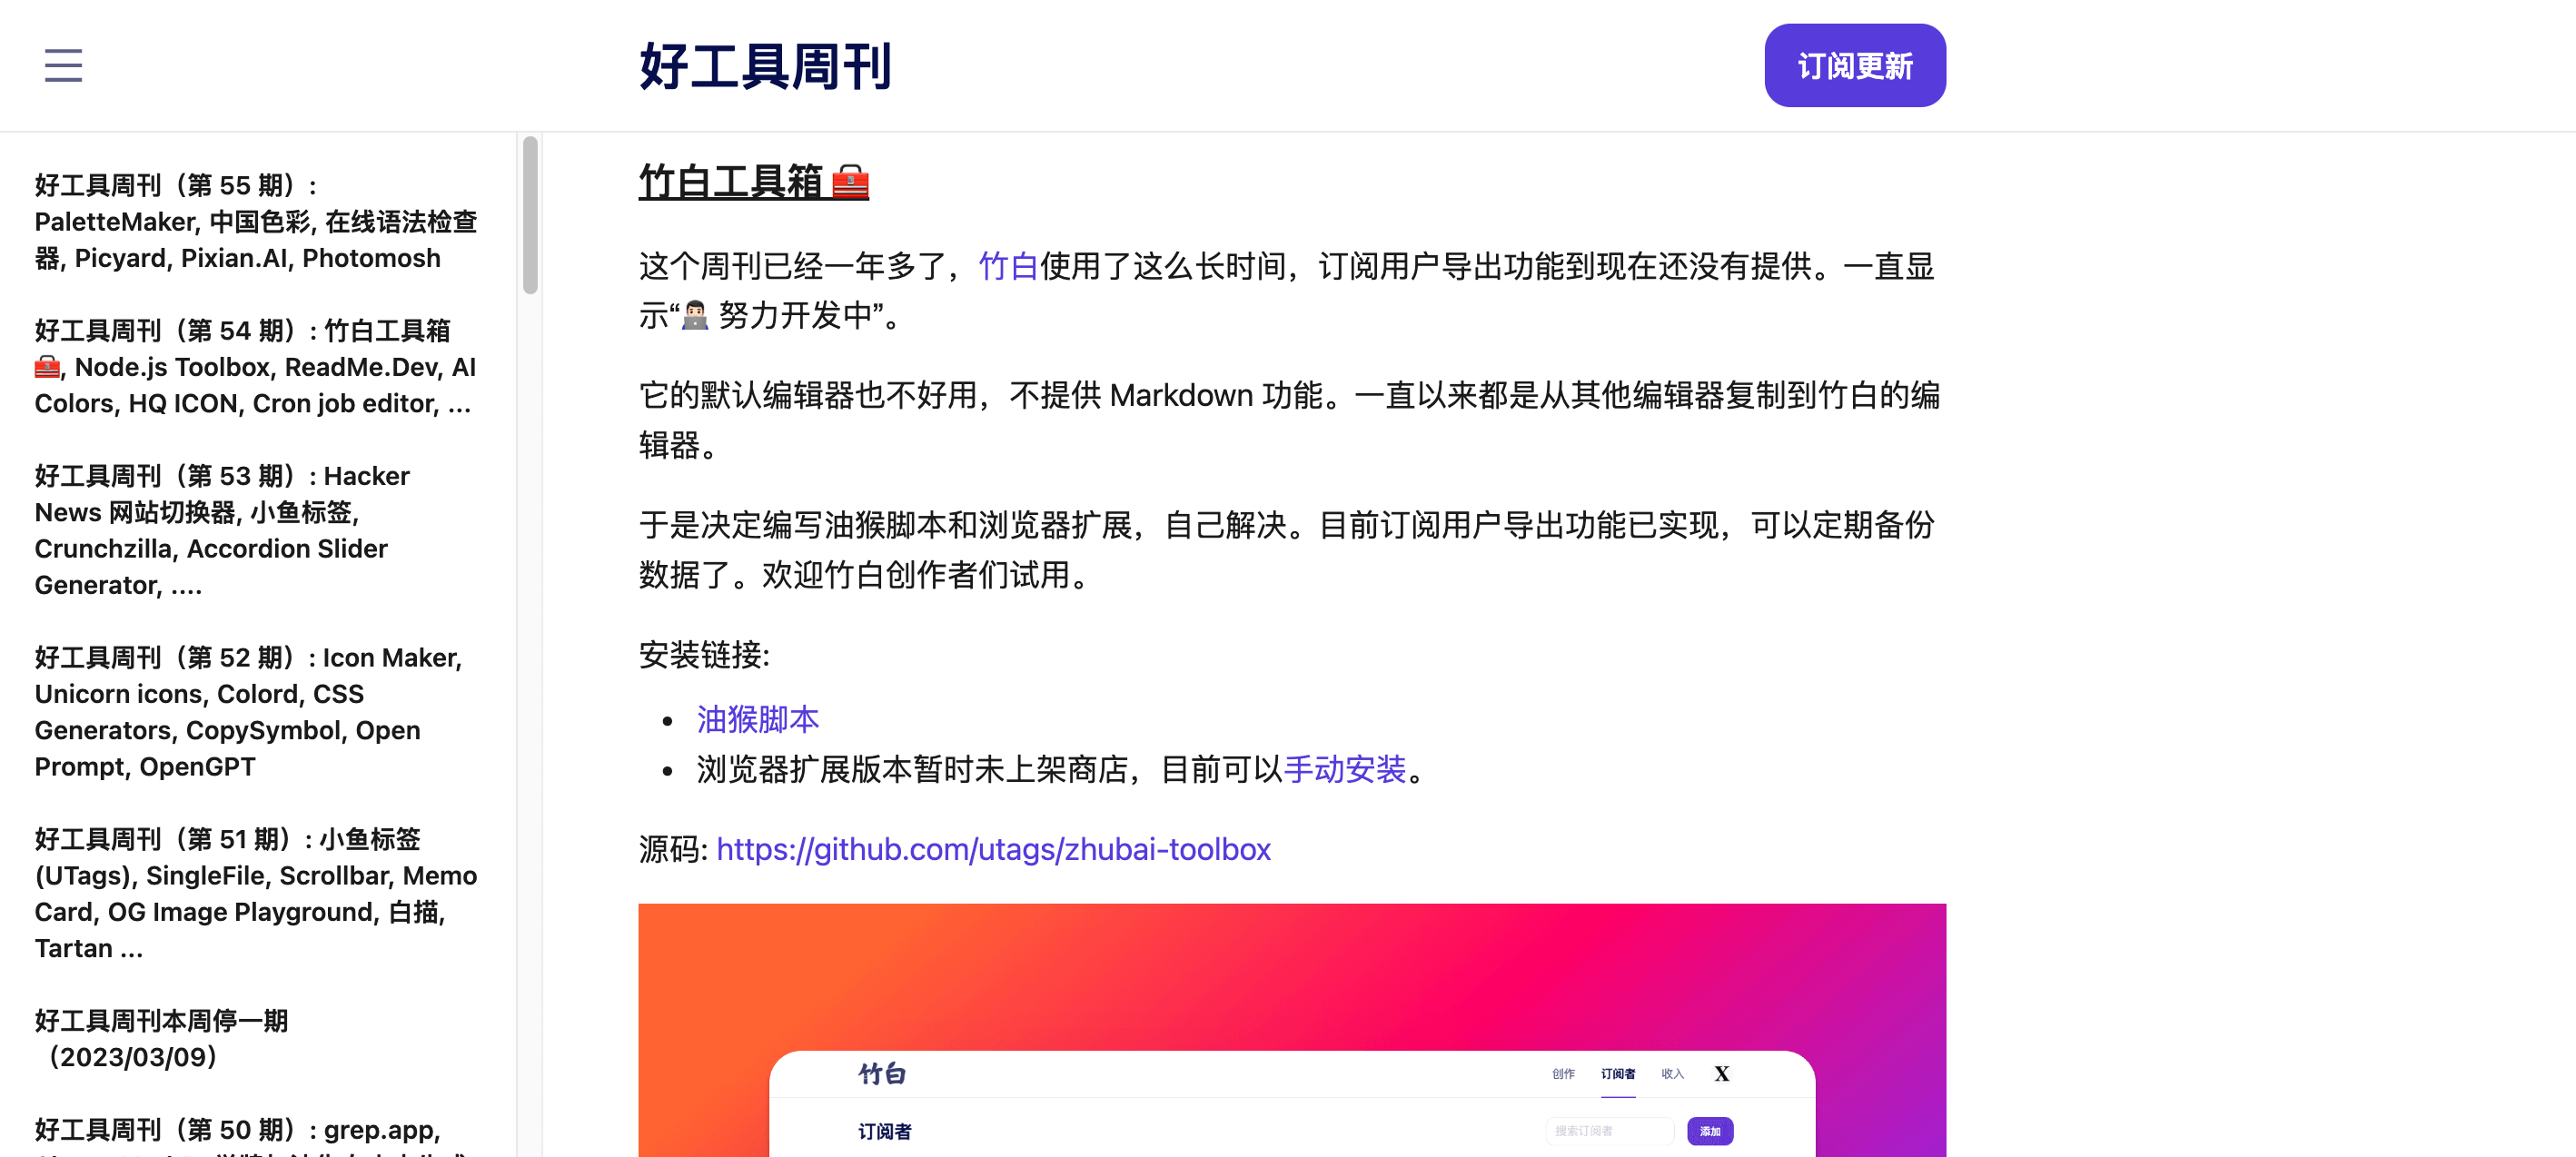 好工具周刊
订阅更新
好工具周刊（第 55 期）:
PaletteMaker, 中国色彩, 在线语法检查
器, Picyard, Pixian.AI, Photomosh
好工具周刊（第 54 期）: 竹白工具箱
🧰, Node.js Toolbox, ReadMe.Dev, AI
Colors, HQ ICON, Cron job editor, ...
好工具周刊（第 53 期）: Hacker
News 网站切换器, 小鱼标签,
Crunchzilla, Accordion Slider
Generator, ....
好工具周刊（第 52 期）: Icon Maker,
Unicorn icons, Colord, CSS
Generators, CopySymbol, Open
Prompt, OpenGPT
好工具周刊（第 51 期）: 小鱼标签
(UTags), SingleFile, Scrollbar, Memo
Card, OG Image Playground, 白描,
Tartan ...
好工具周刊本周停一期
（2023/03/09）
好工具周刊（第 50 期）: grep.app,
竹白工具箱 🧰
这个周刊已经一年多了，竹白使用了这么长时间，订阅用户导出功能到现在还没有提供。一直显
示“👨🏻‍💻 努力开发中”。
它的默认编辑器也不好用，不提供 Markdown 功能。一直以来都是从其他编辑器复制到竹白的编
辑器。
于是决定编写油猴脚本和浏览器扩展，自己解决。目前订阅用户导出功能已实现，可以定期备份
数据了。欢迎竹白创作者们试用。
安装链接:
• 油猴脚本
• 浏览器扩展版本暂时未上架商店，目前可以手动安装。
源码: https://github.com/utags/zhubai-toolbox
竹白
创作 订阅者 收入 X
订阅者
搜索订阅者 添加